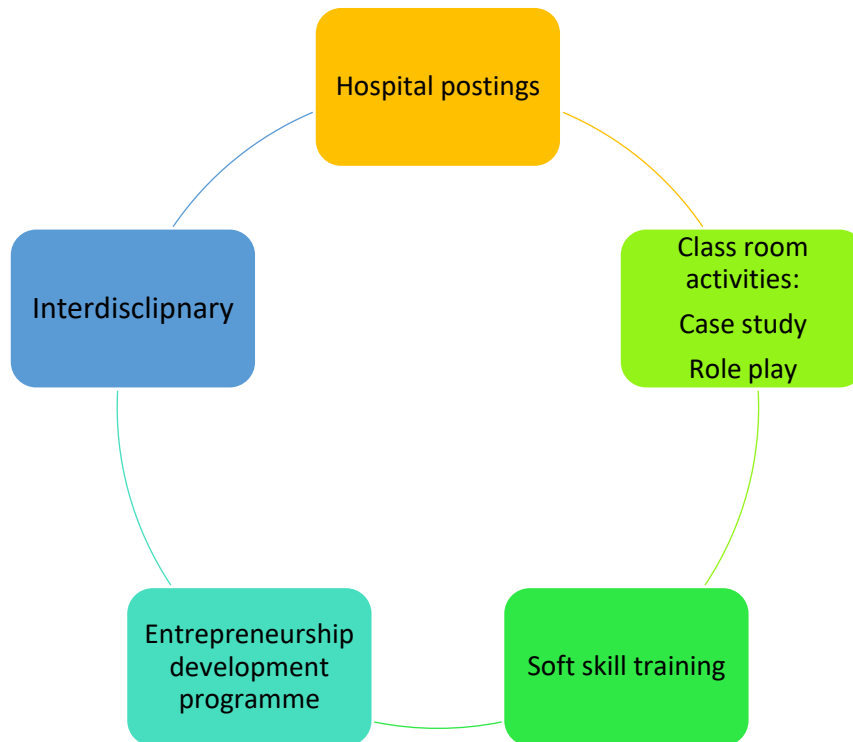 Hospital postings
Class room
activities:
Case study
Role play
Soft skill training
Entrepreneurship
development
programme
Interdisclipnary